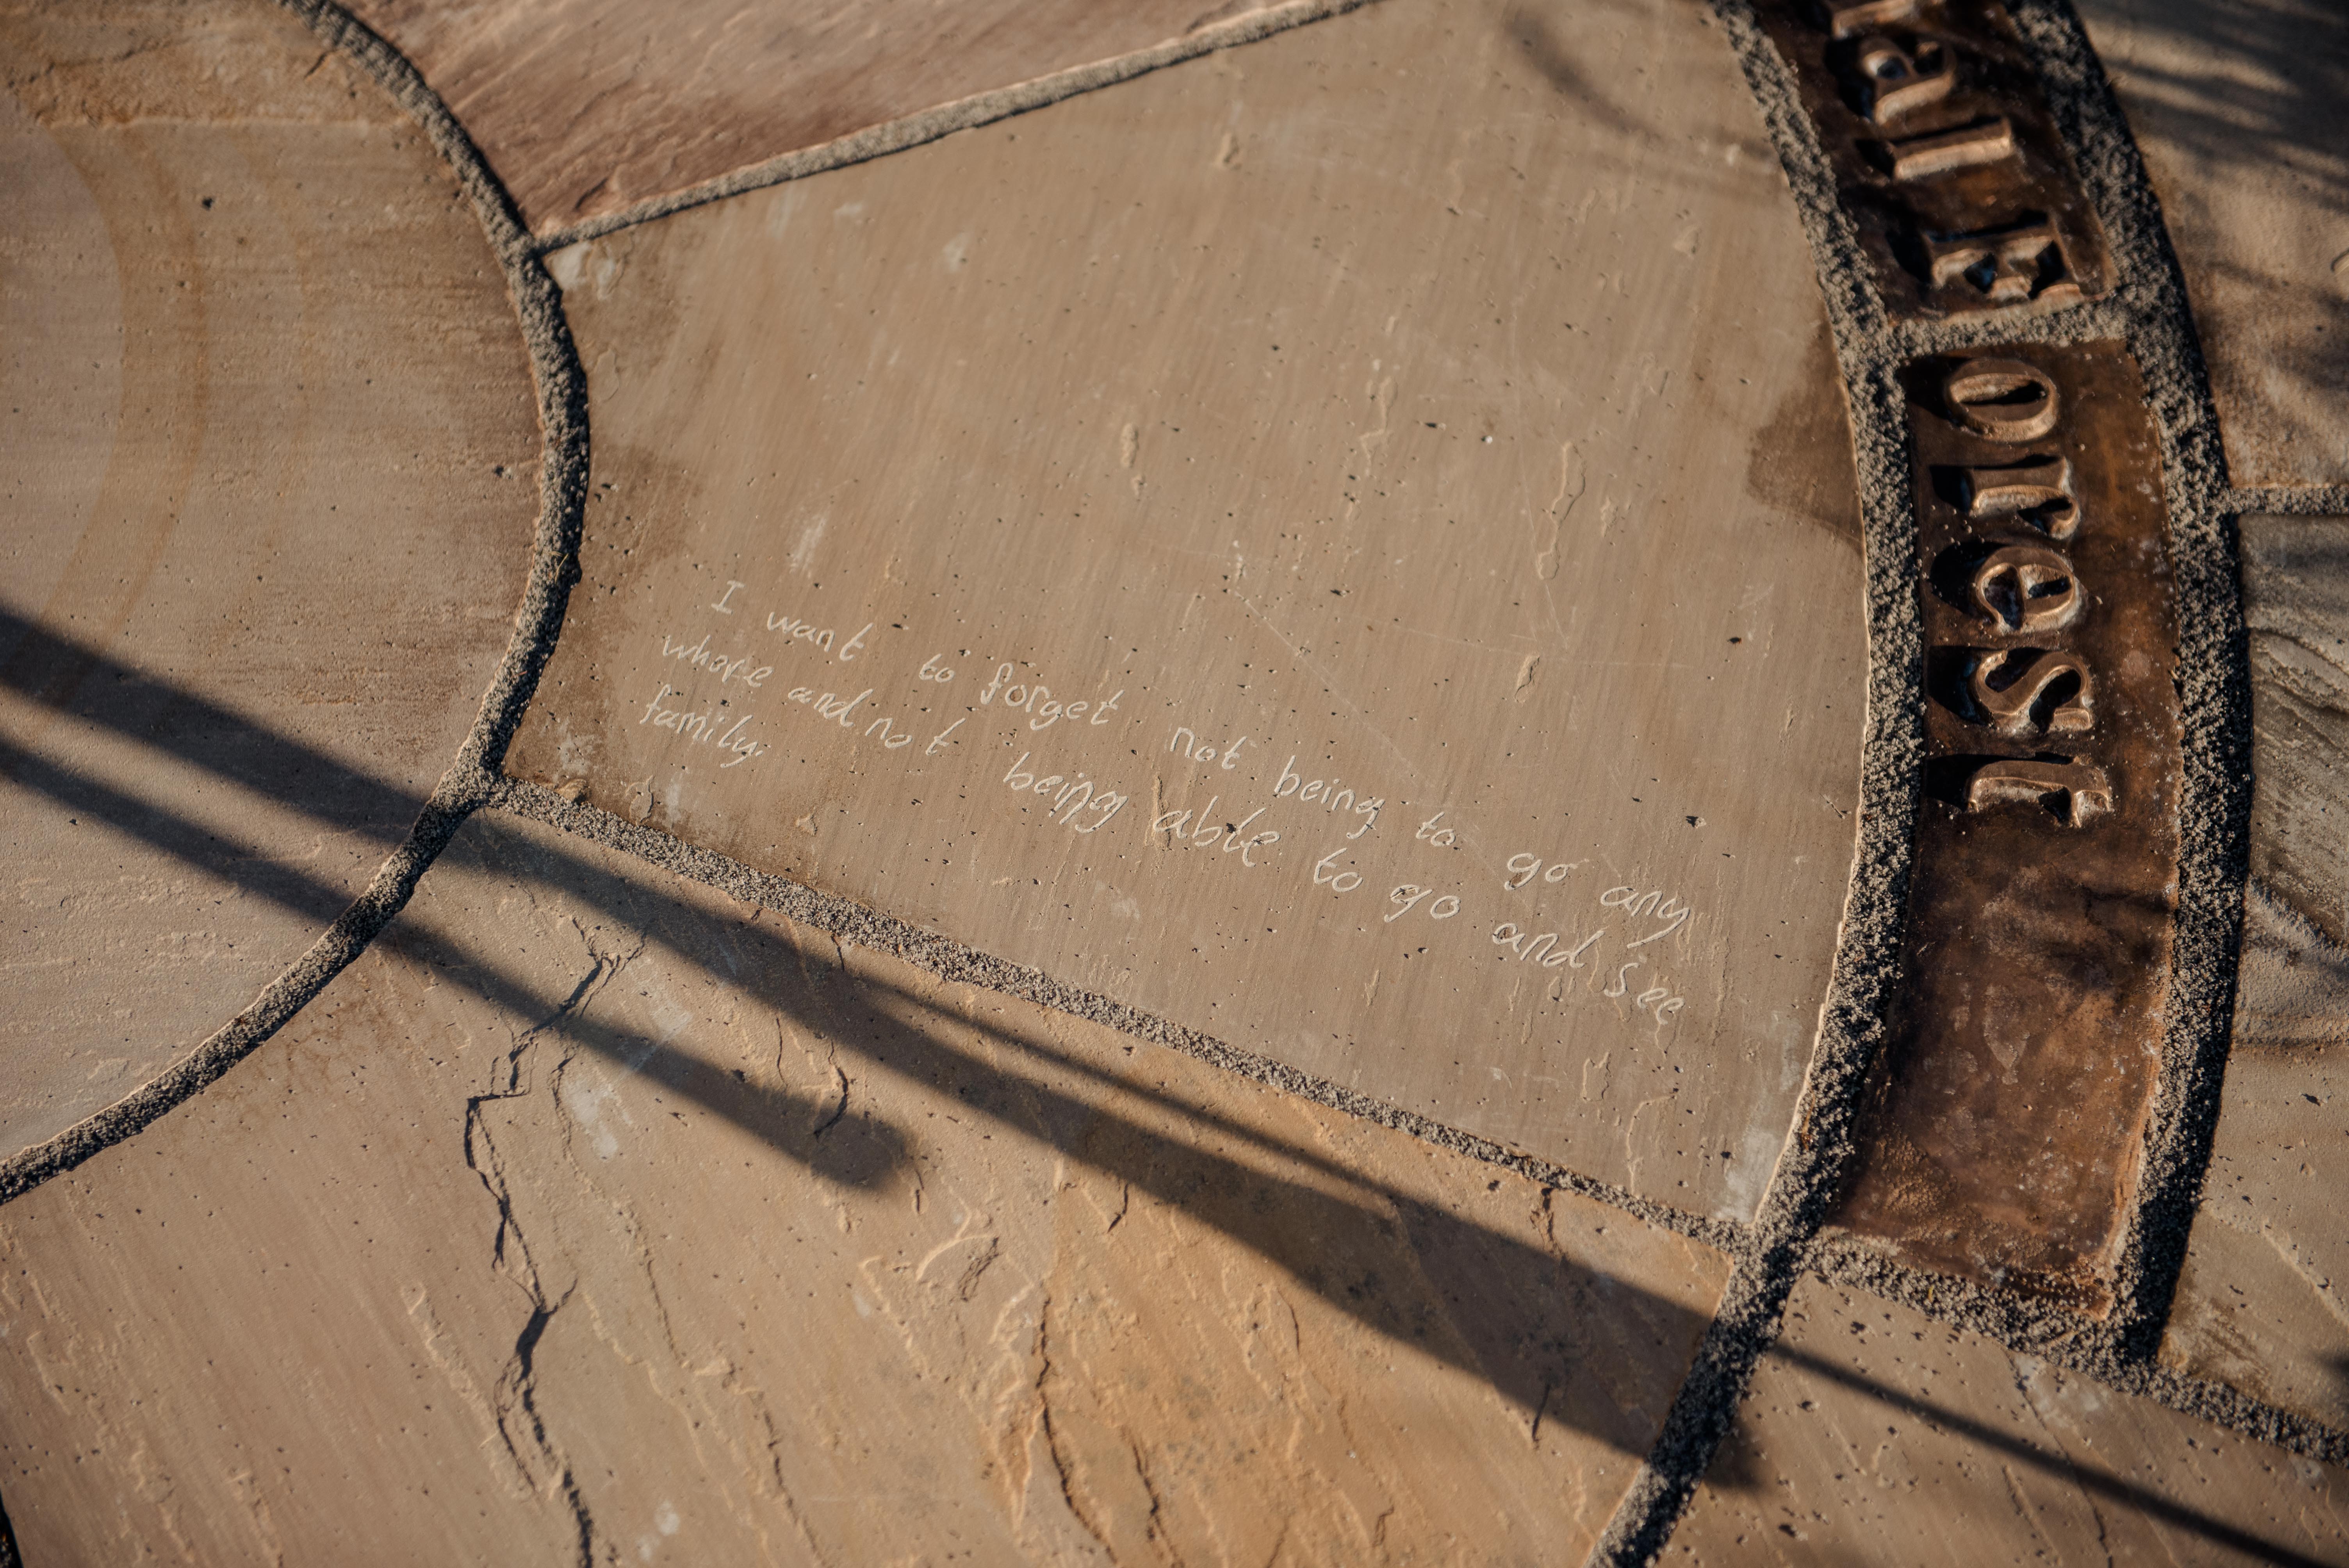 I want to forget not being to go any
where and not being able to go and see
family
nal Forest